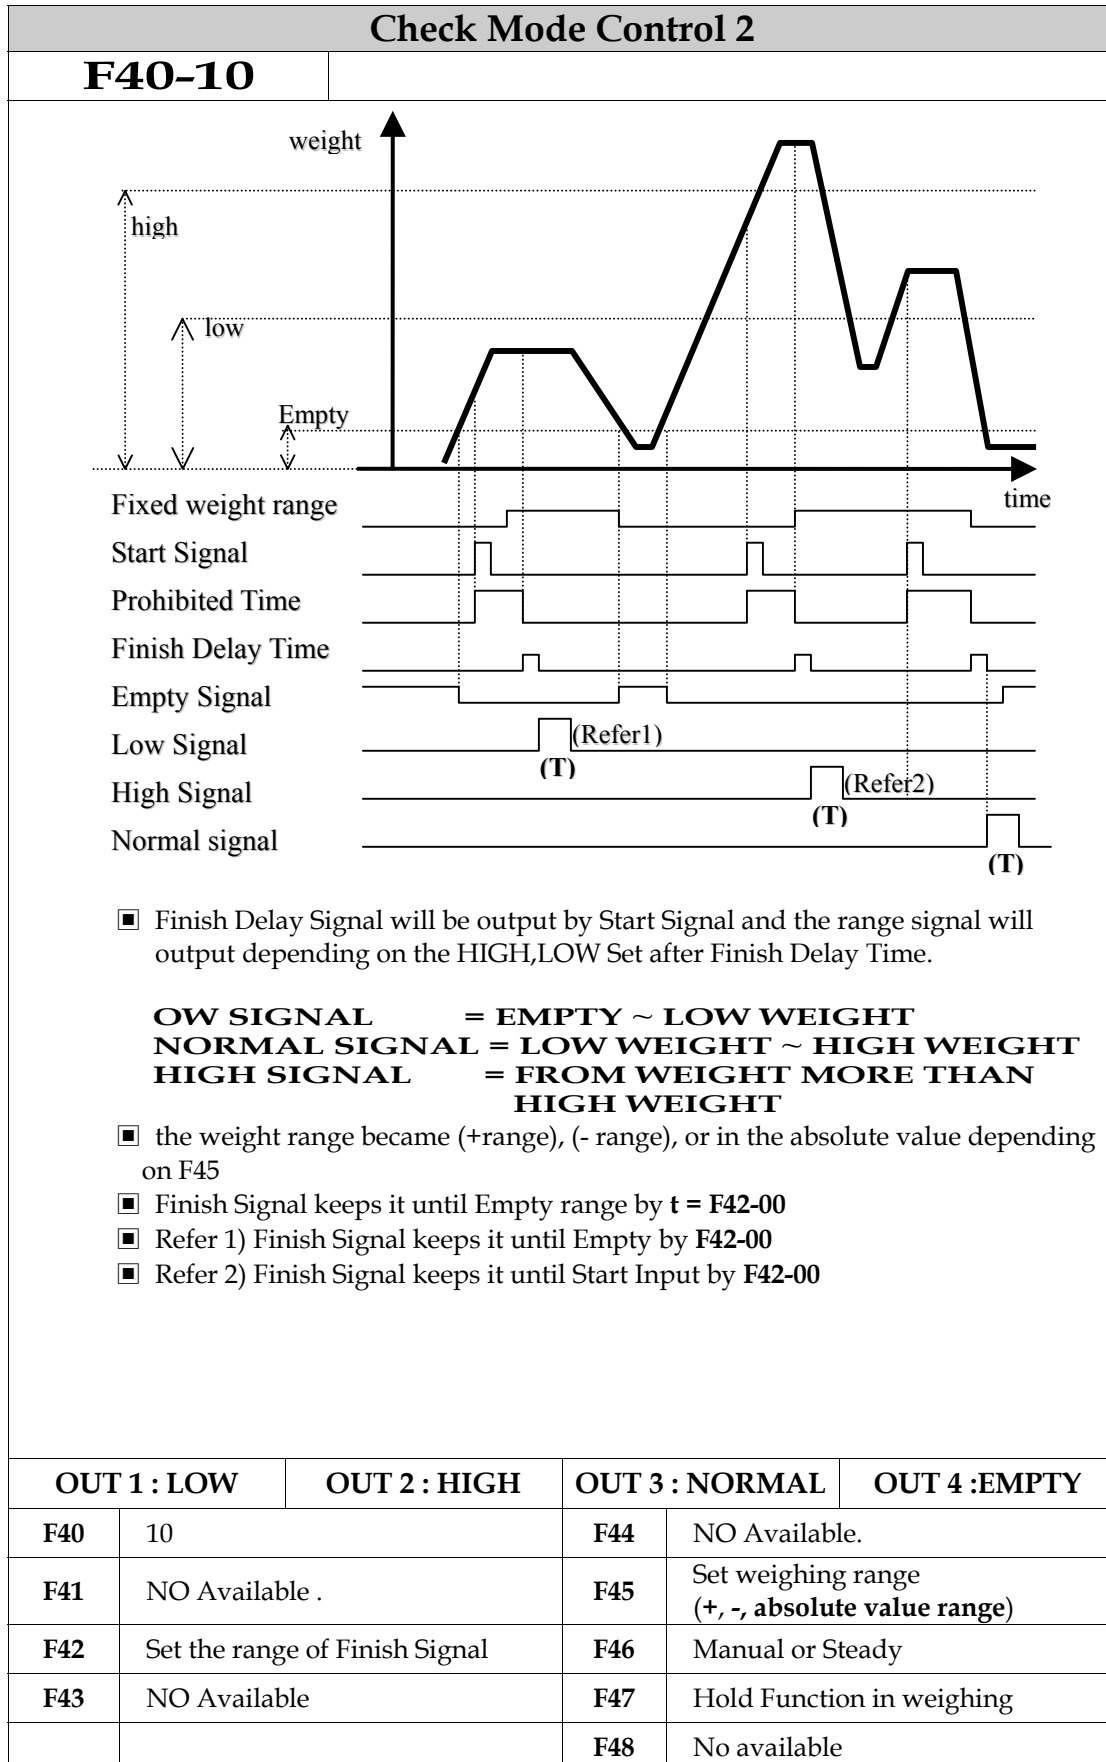 Check Mode Control 2
F40-10
weight
high
low
Empty
time
Fixed weight range
Start Signal
Prohibited Time
Finish Delay Time
Empty Signal
Low Signal
(Refer1)
(T)
High Signal
(Refer2)
(T)
Normal signal
(T)
Finish Delay Signal will be output by Start Signal and the range signal will
output depending on the HIGH,LOW Set after Finish Delay Time.
OW SIGNAL = EMPTY ~ LOW WEIGHT
NORMAL SIGNAL = LOW WEIGHT ~ HIGH WEIGHT
HIGH SIGNAL = FROM WEIGHT MORE THAN
HIGH WEIGHT
the weight range became (+range), (- range), or in the absolute value depending
on F45
Finish Signal keeps it until Empty range by t = F42-00
Refer 1) Finish Signal keeps it until Empty by F42-00
Refer 2) Finish Signal keeps it until Start Input by F42-00
OUT 1 : LOW OUT 2 : HIGH OUT 3 : NORMAL OUT 4 :EMPTY
F40 10 F44 NO Available.
F41 NO Available . F45 Set weighing range
(+, -, absolute value range)
F42 Set the range of Finish Signal F46 Manual or Steady
F43 NO Available F47 Hold Function in weighing
F48 No available